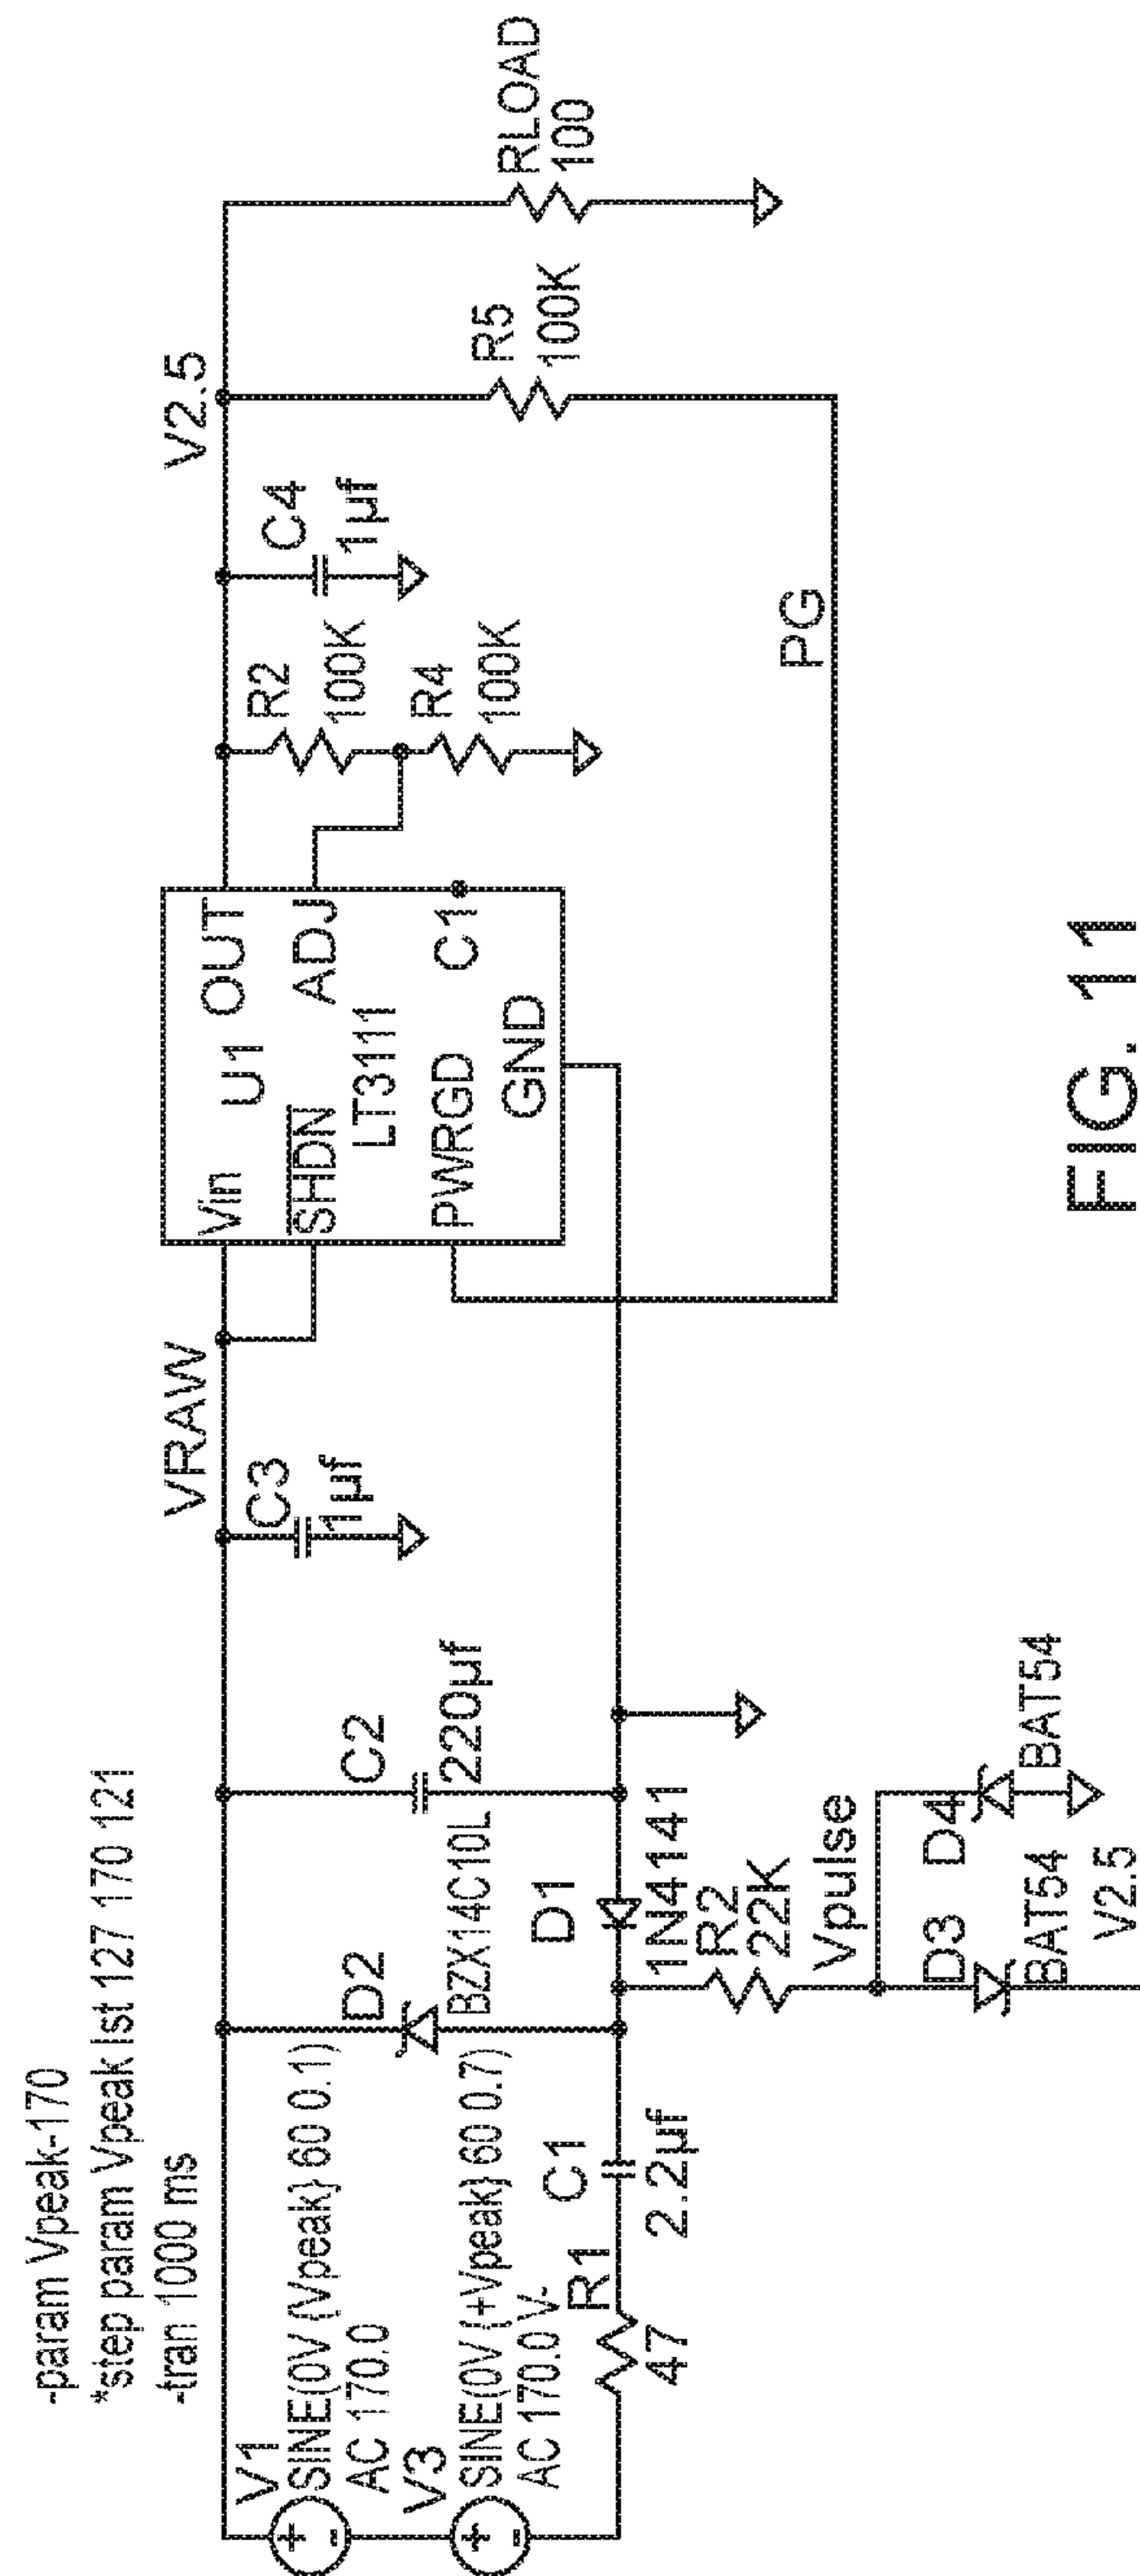 -param Vpeak-170
*step param Vpeak lst 127 170 121
-tran 1000 ms
V1
SINE(0V {Vpeak} 60 0.1)
AC 170.0
V3
SINE(0V {+Vpeak} 60 0.7)
AC 170.0 V-
R1
47
C1
2.2µf
D2
BZX14C10L
C2
220µf
D1
1N4141
R2
22K
Vpulse
D3
BAT54
V2.5
D4
BAT54
C3
1µf
VRAW
Vin
U1
OUT
SHDN
ADJ
LT3111
PWRGD
C1
GND
R2
100K
R4
100K
C4
1µf
V2.5
R5
100K
RLOAD
100
PG
FIG. 11